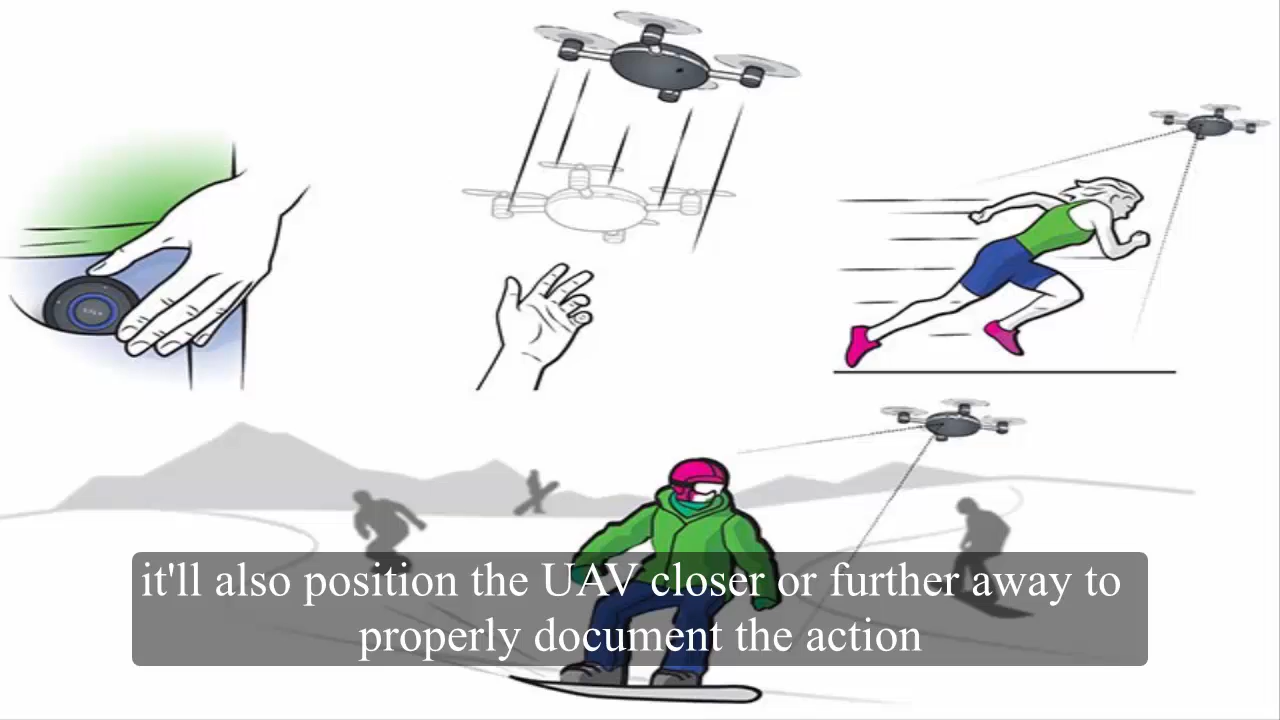 it'll also position the UAV closer or further away to
properly document the action